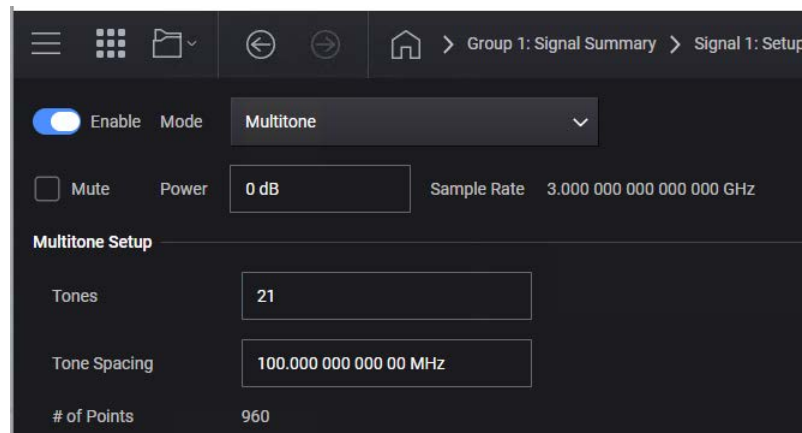 Group 1: Signal Summary > Signal 1: Setup
Enable Mode Multitone
Mute Power 0 dB Sample Rate 3.000 000 000 000 000 GHz
Multitone Setup
Tones 21
Tone Spacing 100.000 000 000 00 MHz
# of Points 960